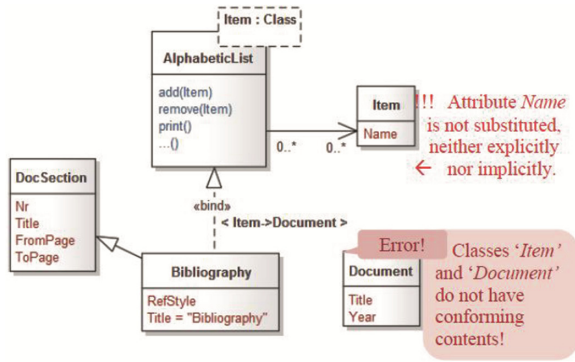 Item : Class
AlphabeticList
add(Item)
remove(Item)
print()
...()
0..*
0..*
Item
Name
!!! Attribute Name
is not substituted,
neither explicitly
← nor implicitly.
DocSection
Nr
Title
FromPage
ToPage
«bind»
< Item->Document >
Bibliography
RefStyle
Title = "Bibliography"
Error!
Document
Title
Year
Classes ‘Item’
and ‘Document’
do not have
conforming
contents!